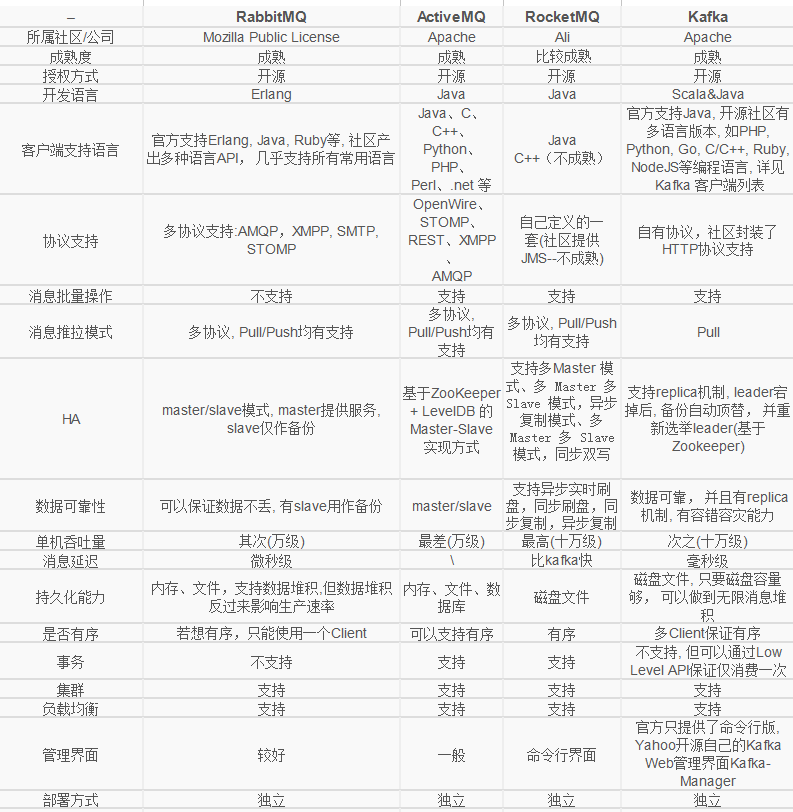 – RabbitMQ ActiveMQ RocketMQ Kafka
所属社区/公司 Mozilla Public License Apache Ali Apache
成熟度 成熟 成熟 比较成熟 成熟
授权方式 开源 开源 开源 开源
开发语言 Erlang Java Java Scala&Java
客户端支持语言
官方支持Erlang, Java, Ruby等, 社区产
出多种语言API， 几乎支持所有常用语言
Java、C、
C++、
Python、
PHP、
Perl、.net 等
Java
C++（不成熟）
官方支持Java, 开源社区有
多语言版本, 如PHP,
Python, Go, C/C++, Ruby,
NodeJS等编程语言, 详见
Kafka 客户端列表
协议支持
多协议支持:AMQP，XMPP, SMTP,
STOMP
OpenWire、
STOMP、
REST、XMPP
、
AMQP
自己定义的一
套(社区提供
JMS--不成熟)
自有协议，社区封装了
HTTP协议支持
消息批量操作 不支持 支持 支持 支持
消息推拉模式
多协议, Pull/Push均有支持
多协议,
Pull/Push均有
支持
多协议, Pull/Push
均有支持
Pull
HA
master/slave模式, master提供服务,
slave仅作备份
基于ZooKeeper
+ LevelDB 的
Master-Slave
实现方式
支持多Master 模
式、多 Master 多
Slave 模式，异步
复制模式、多
Master 多 Slave
模式，同步双写
支持replica机制, leader宕
掉后, 备份自动顶替， 并重
新选举leader(基于
Zookeeper)
数据可靠性
可以保证数据不丢, 有slave用作备份
master/slave
支持异步实时刷
盘，同步刷盘，同
步复制，异步复制
数据可靠， 并且有replica
机制, 有容错容灾能力
单机吞吐量 其次(万级) 最差(万级) 最高(十万级) 次之(十万级)
消息延迟 微秒级 \ 比kafka快 毫秒级
持久化能力
内存、文件，支持数据堆积,但数据堆积
反过来影响生产速率
内存、文件、数
据库
磁盘文件
磁盘文件, 只要磁盘容量
够， 可以做到无限消息堆
积
是否有序 若想有序，只能使用一个Client 可以支持有序 有序 多Client保证有序
事务 不支持 支持 支持
不支持, 但可以通过Low
Level API保证仅消费一次
集群 支持 支持 支持 支持
负载均衡 支持 支持 支持 支持
管理界面 较好 一般 命令行界面
官方只提供了命令行版,
Yahoo开源自己的Kafka
Web管理界面Kafka-
Manager
部署方式 独立 独立 独立 独立